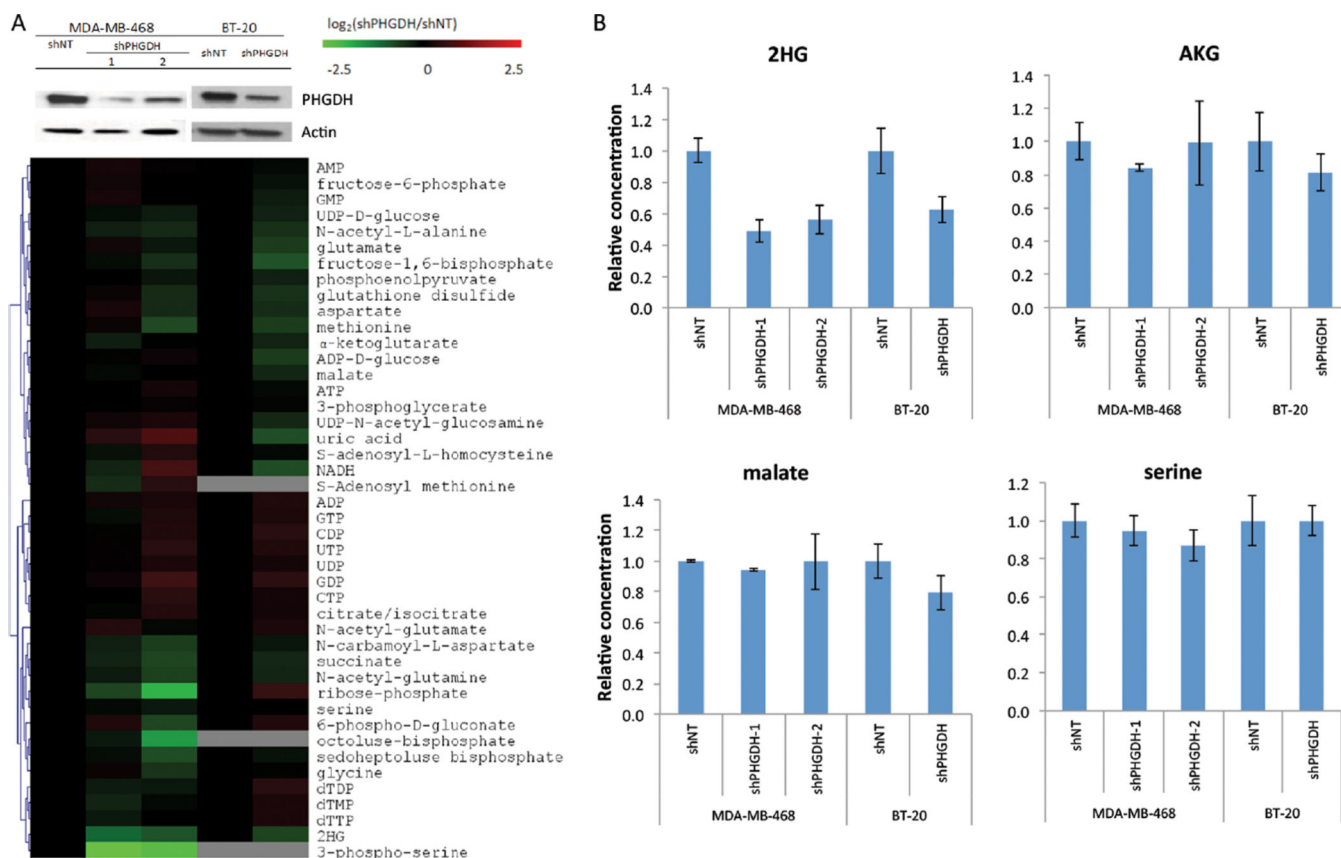 A
MDA-MB-468 BT-20
shNT shPHGDH shNT shPHGDH
1 2
log2(shPHGDH/shNT)
-2.5 0 2.5
PHGDH
Actin
AMP
fructose-6-phosphate
GMP
UDP-D-glucose
N-acetyl-L-alanine
glutamate
fructose-1,6-bisphosphate
phosphoenolpyruvate
glutathione disulfide
aspartate
methionine
α-ketoglutarate
ADP-D-glucose
malate
ATP
3-phosphoglycerate
UDP-N-acetyl-glucosamine
uric acid
S-adenosyl-L-homocysteine
NADH
S-Adenosyl methionine
ADP
GTP
CDP
UTP
UDP
GDP
CTP
citrate/isocitrate
N-acetyl-glutamate
N-carbamoyl-L-aspartate
succinate
N-acetyl-glutamine
ribose-phosphate
serine
6-phospho-D-gluconate
octoluse-bisphosphate
sedoheptoluse bisphosphate
glycine
dTDP
dTMP
dTTP
2HG
3-phospho-serine
B
2HG
Relative concentration
1.2
1.0
0.8
0.6
0.4
0.2
0.0
shNT shPHGDH-1 shPHGDH-2 shNT shPHGDH
MDA-MB-468 BT-20
AKG
1.4
1.2
1.0
0.8
0.6
0.4
0.2
0.0
shNT shPHGDH-1 shPHGDH-2 shNT shPHGDH
MDA-MB-468 BT-20
malate
Relative concentration
1.4
1.2
1.0
0.8
0.6
0.4
0.2
0.0
shNT shPHGDH-1 shPHGDH-2 shNT shPHGDH
MDA-MB-468 BT-20
serine
1.2
1.0
0.8
0.6
0.4
0.2
0.0
shNT shPHGDH-1 shPHGDH-2 shNT shPHGDH
MDA-MB-468 BT-20